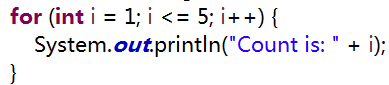 for (int i = 1; i <= 5; i++) {
    System.out.println("Count is: " + i);
}